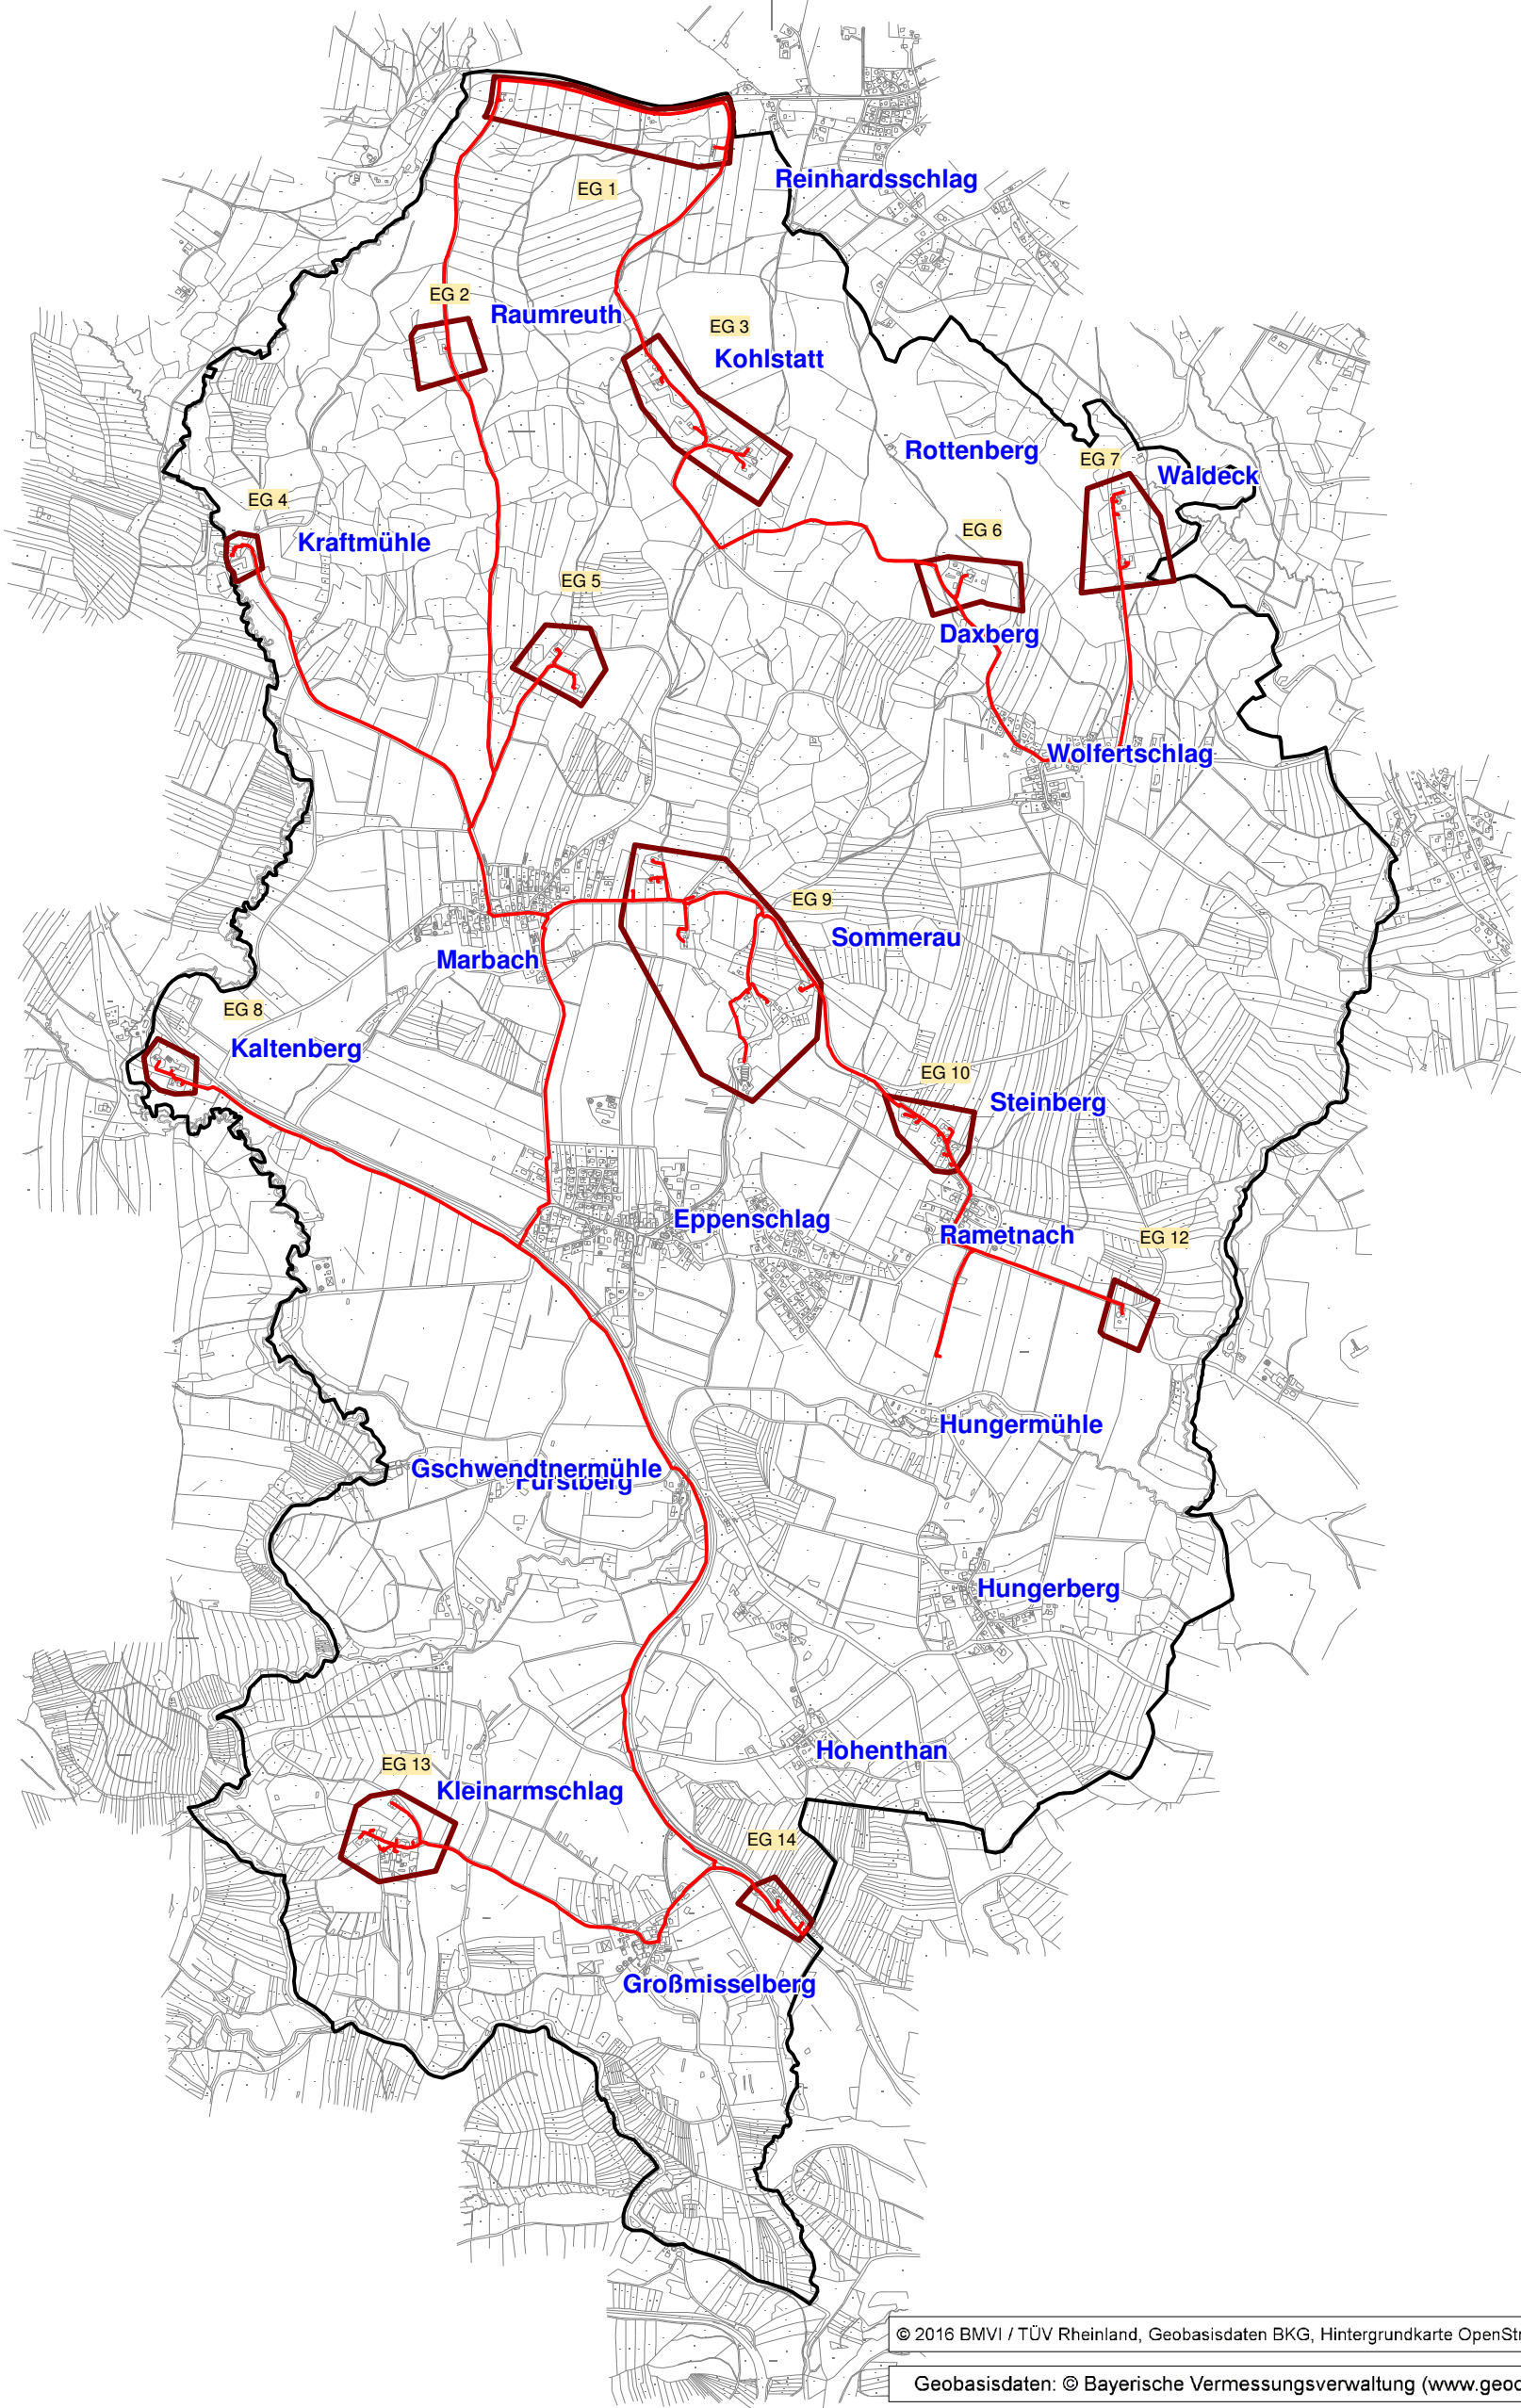 Reinhardsschlag
EG 1
EG 2
Raumreuth
EG 3
Kohlstatt
Rottenberg
EG 7
Waldeck
EG 4
Kraftmühle
EG 6
EG 5
Daxberg
Wolfertschlag
EG 9
Sommerau
Marbach
EG 8
Kaltenberg
EG 10
Steinberg
Eppenschlag
Rametnach
EG 12
Hungermühle
Gschwendtnermühle
Fürstberg
Hungerberg
Hohenthan
EG 13
Kleinarmschlag
EG 14
Großmisselberg
© 2016 BMVI / TÜV Rheinland, Geobasisdaten BKG, Hintergrundkarte OpenStr
Geobasisdaten: © Bayerische Vermessungsverwaltung (www.geod